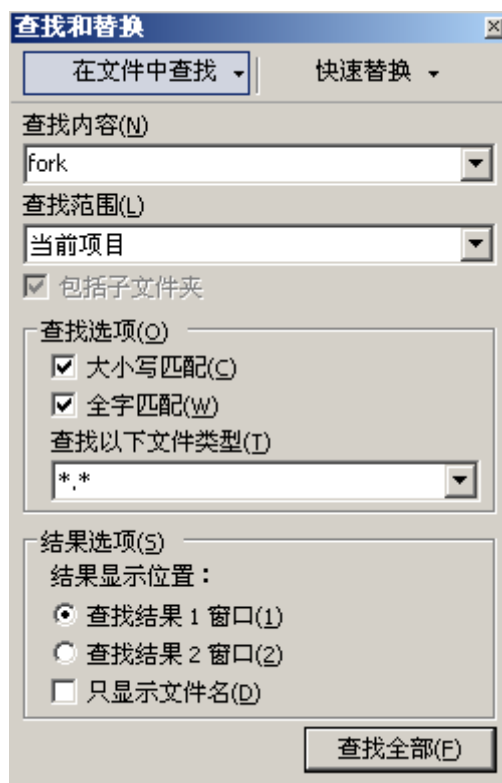 查找和替换
在文件中查找 快速替换
查找内容(N)
fork
查找范围(L)
当前项目
包括子文件夹
查找选项(O)
大小写匹配(C)
全字匹配(W)
查找以下文件类型(T)
*.*
结果选项(S)
结果显示位置：
查找结果 1 窗口(1)
查找结果 2 窗口(2)
只显示文件名(D)
查找全部(F)